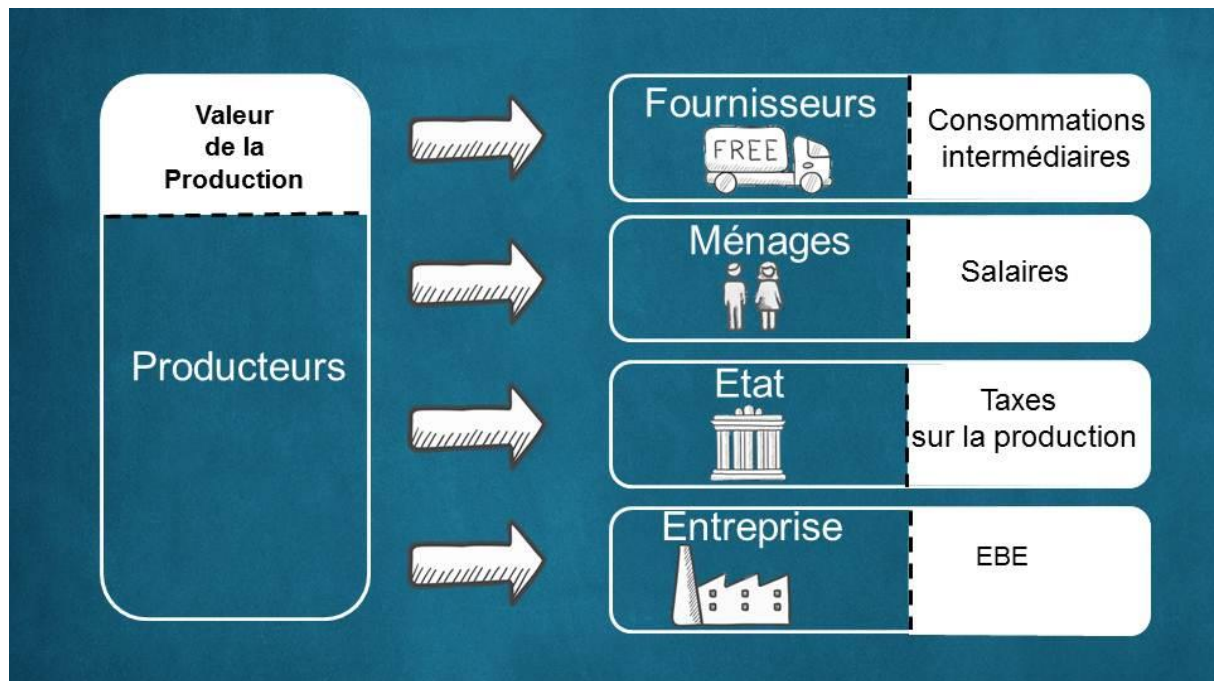 Valeur
de la
Production
Producteurs
Fournisseurs
FREE
Consommations
intermédiaires
Ménages
Salaires
Etat
Taxes
sur la production
Entreprise
EBE